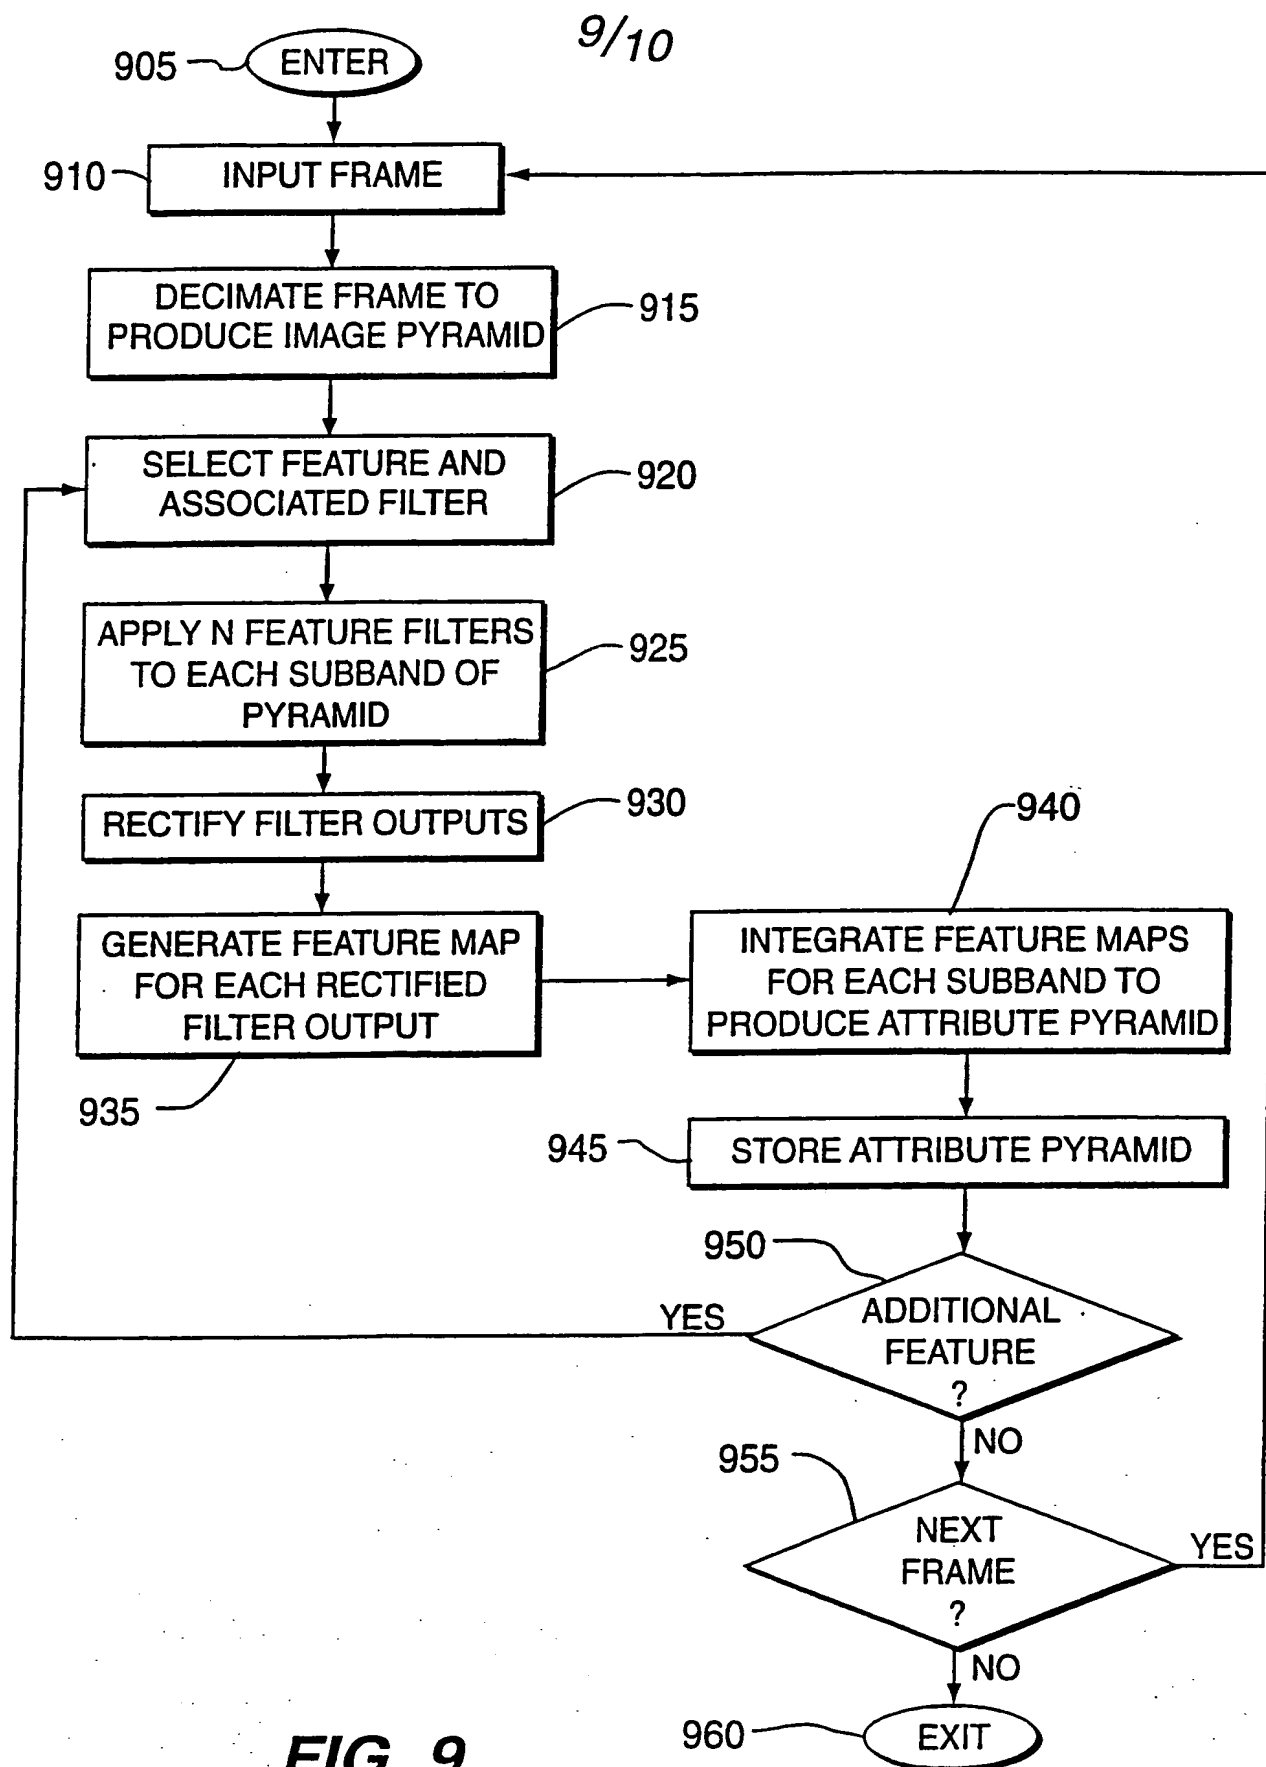 9/10
905
ENTER
910
INPUT FRAME
DECIMATE FRAME TO
PRODUCE IMAGE PYRAMID
915
SELECT FEATURE AND
ASSOCIATED FILTER
920
APPLY N FEATURE FILTERS
TO EACH SUBBAND OF
PYRAMID
925
RECTIFY FILTER OUTPUTS
930
GENERATE FEATURE MAP
FOR EACH RECTIFIED
FILTER OUTPUT
935
940
INTEGRATE FEATURE MAPS
FOR EACH SUBBAND TO
PRODUCE ATTRIBUTE PYRAMID
945
STORE ATTRIBUTE PYRAMID
950
YES
ADDITIONAL
FEATURE
?
NO
955
NEXT
FRAME
?
YES
NO
960
EXIT
FIG. 9